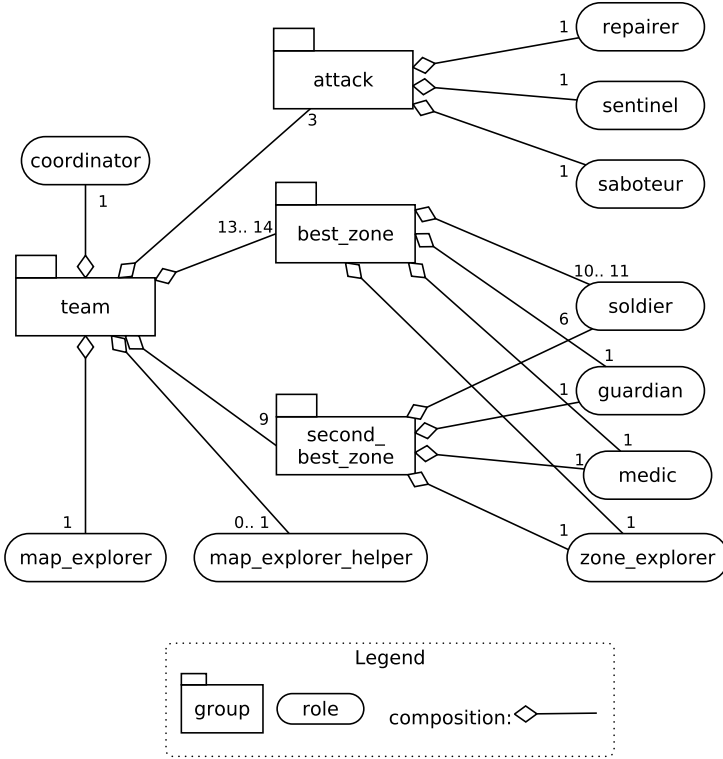 1
repairer
attack
1
sentinel
3
coordinator
1
saboteur
1
13.. 14
best_zone
10.. 11
team
soldier
6
1
guardian
1
9
second_
best_zone
1
1
medic
1
0.. 1
1
1
map_explorer
map_explorer_helper
zone_explorer
Legend
group
role
composition: